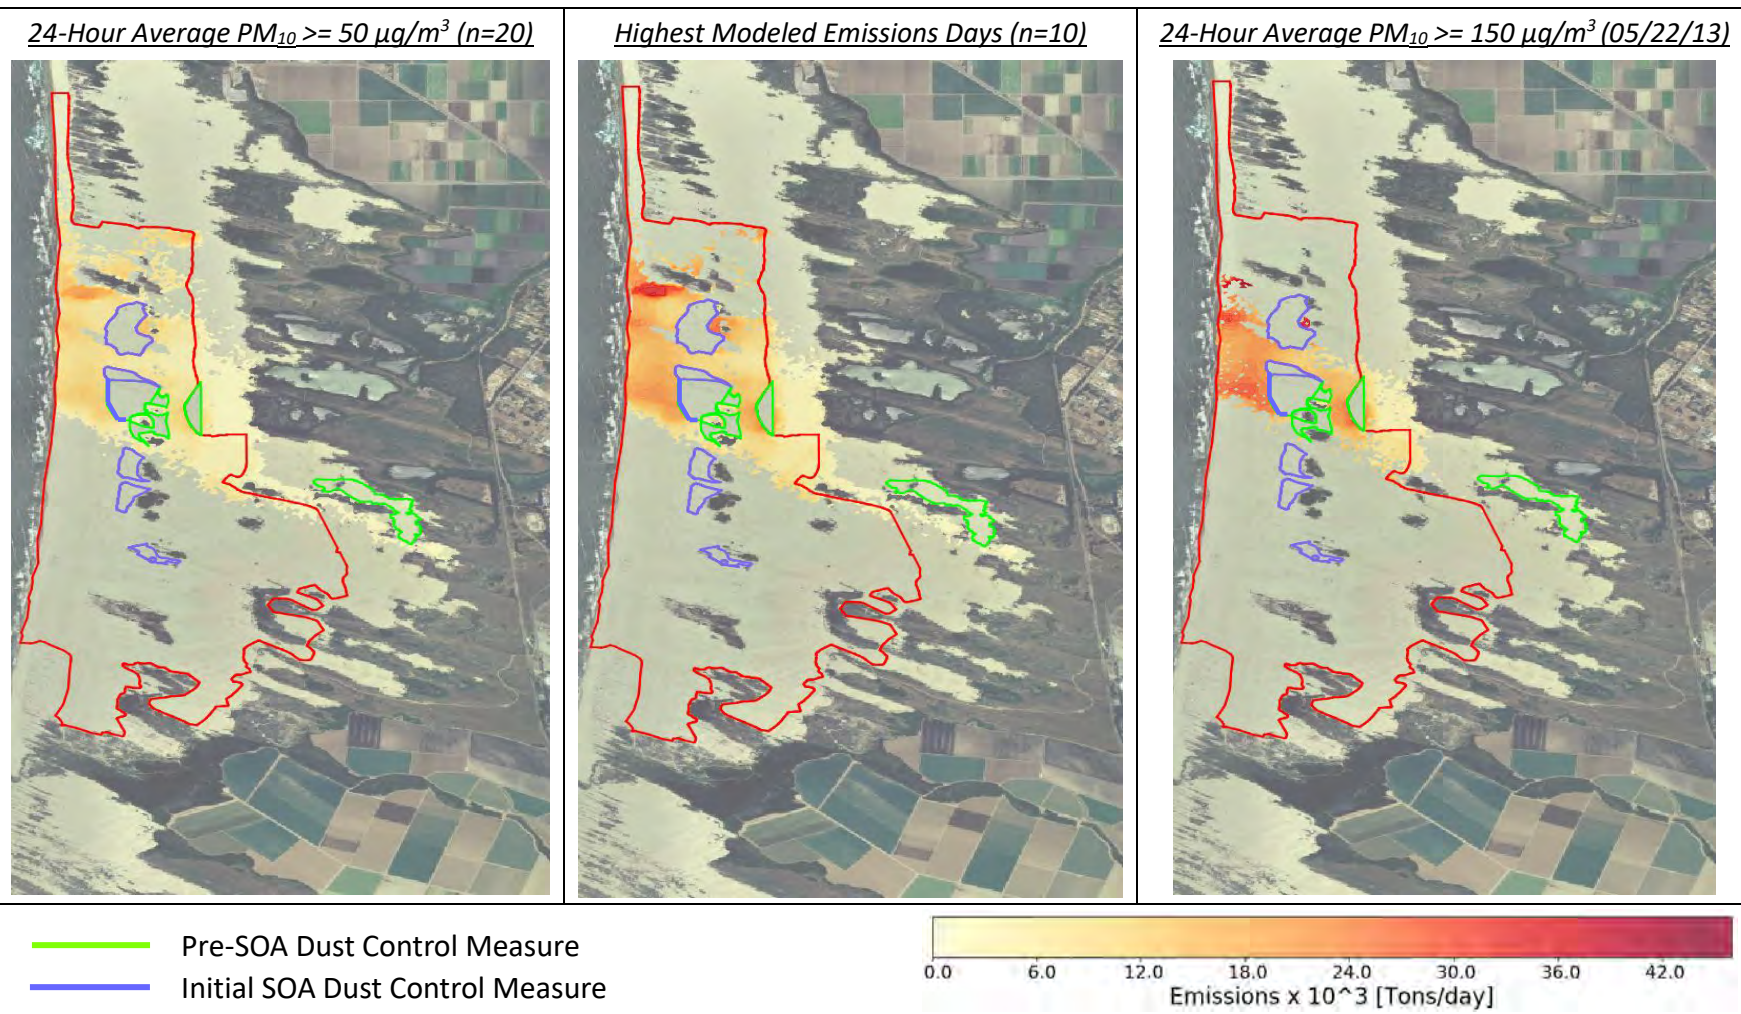 24-Hour Average PM10 >= 50 µg/m³ (n=20)
Highest Modeled Emissions Days (n=10)
24-Hour Average PM10 >= 150 µg/m³ (05/22/13)
Pre-SOA Dust Control Measure
Initial SOA Dust Control Measure
0.0 6.0 12.0 18.0 24.0 30.0 36.0 42.0
Emissions x 10^3 [Tons/day]